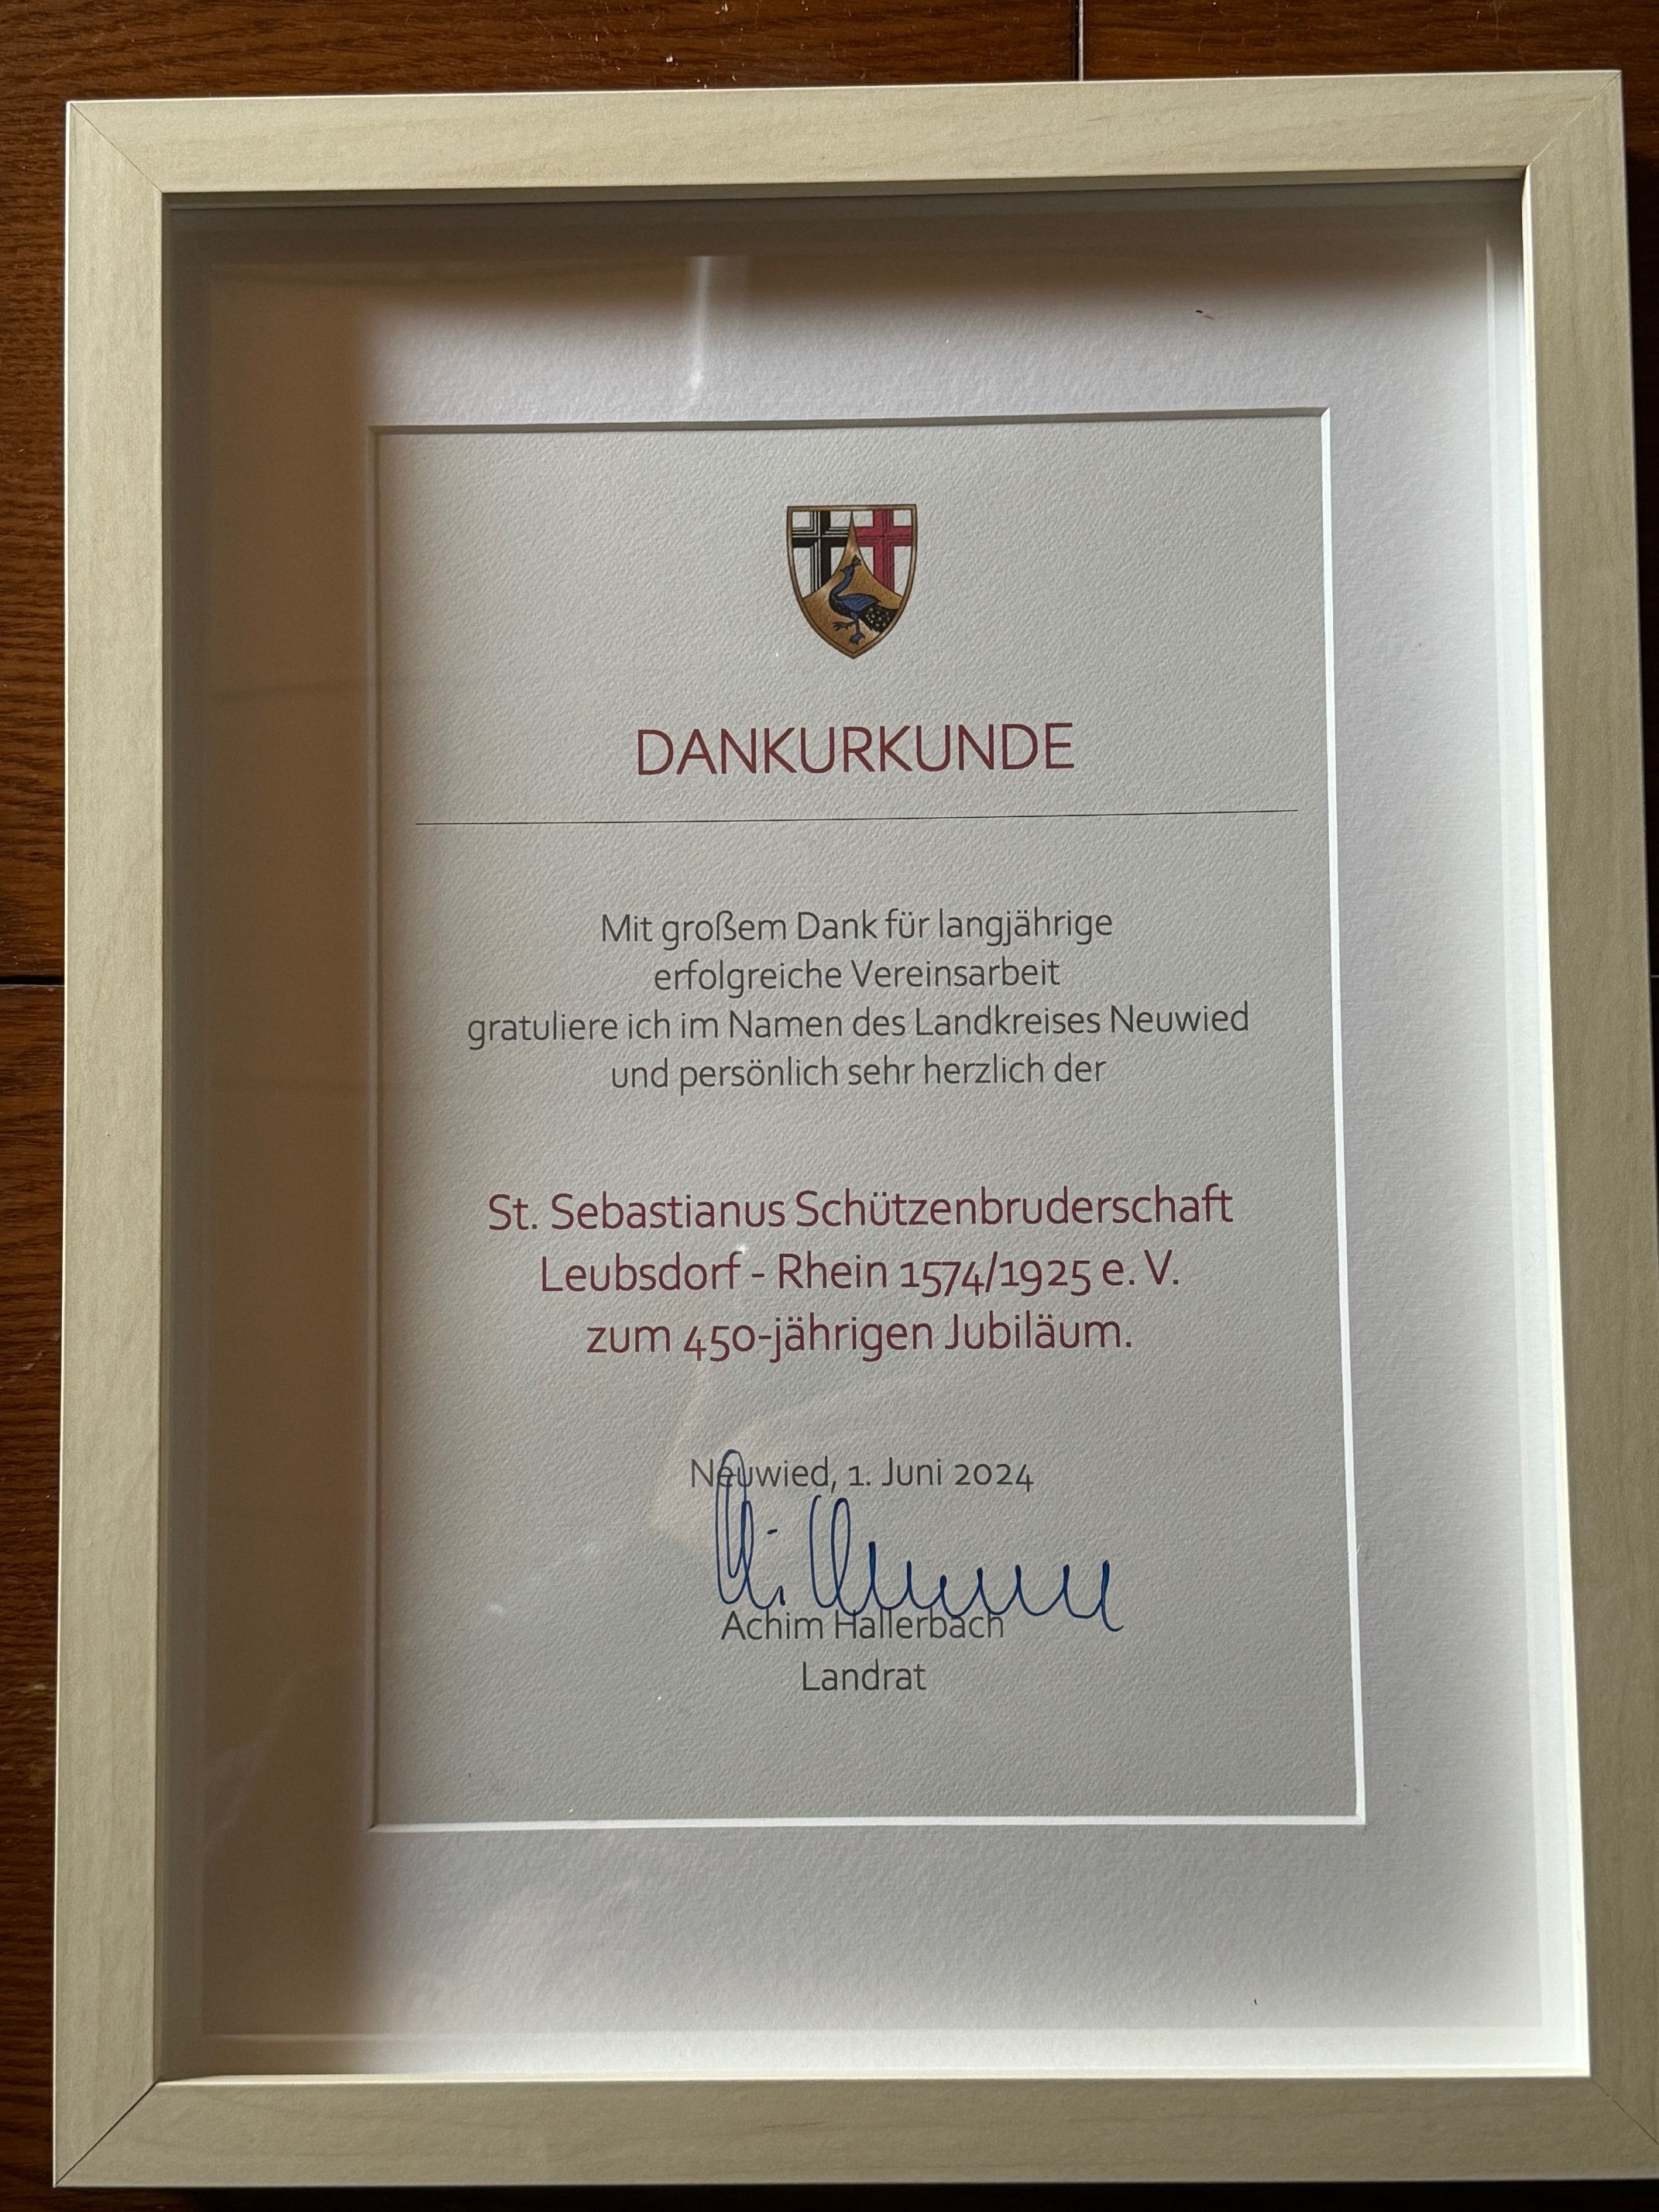 DANKURKUNDE
Mit großem Dank für langjährige
erfolgreiche Vereinsarbeit
gratuliere ich im Namen des Landkreises Neuwied
und persönlich sehr herzlich der
St. Sebastianus Schützenbruderschaft
Leubsdorf - Rhein 1574/1925 e. V.
zum 450-jährigen Jubiläum.
Neuwied, 1. Juni 2024
Achim Hallerbach
Landrat